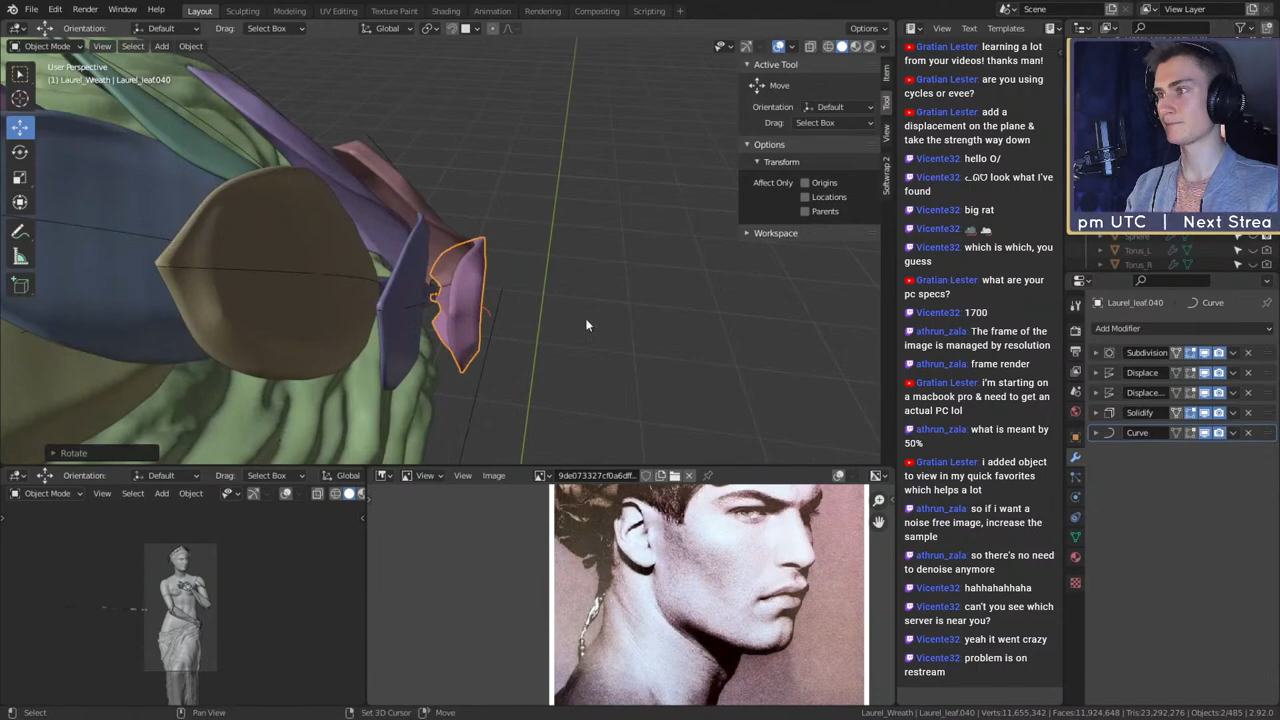 File Edit Render Window Help Layout Sculpting Modeling UV Editing Texture Paint Shading Animation Rendering Compositing Scripting + Scene View Layer
Orientation: Default Drag: Select Box Global Options
Object Mode View Select Add Object
User Perspective
(1) Laurel_Wreath | Laurel_leaf.040
Active Tool
Move
Orientation Default
Drag: Select Box
Options
Transform
Affect Only Origins
Locations
Parents
Workspace
Item
Tool
View
Softwrap 2
Rotate
View Text Templates
Gratian Lester: learning a lot
from your videos! thanks man!
Gratian Lester: are you using
cycles or evee?
Gratian Lester: add a
displacement on the plane &
take the strength way down
Vicente32: hello O/
look what I've
found
Vicente32: big rat
Vicente32:
Vicente32: which is which, you
guess
Gratian Lester: what are your
pc specs?
Vicente32: 1700
athrun_zala: The frame of the
image is managed by resolution
athrun_zala: frame render
Gratian Lester: i'm starting on
a macbook pro & need to get an
actual PC lol
athrun_zala: what is meant by
50%
Gratian Lester: i added object
to view in my quick favorites
which helps a lot
athrun_zala: so if i want a
noise free image, increase the
sample
athrun_zala: so there's no need
to denoise anymore
Vicente32: hahhahahhaha
Vicente32: can't you see which
server is near you?
Vicente32: yeah it went crazy
Vicente32: problem is on
restream
pm UTC | Next Strea
Torus_L
Torus_R
Laurel_leaf.040 Curve
Add Modifier
Subdivision
Displace
Displace...
Solidify
Curve
Orientation: Default Drag: Select Box Global
Object Mode View Select Add Object
View View Image 9de073327cf0a6dff...
Select Pan View Set 3D Cursor Move
Laurel_Wreath | Laurel_leaf.040 | Verts:11,655,342 | Faces:11,924,648 | Tris:23,292,276 | Objects:2/485 | 2.92.0